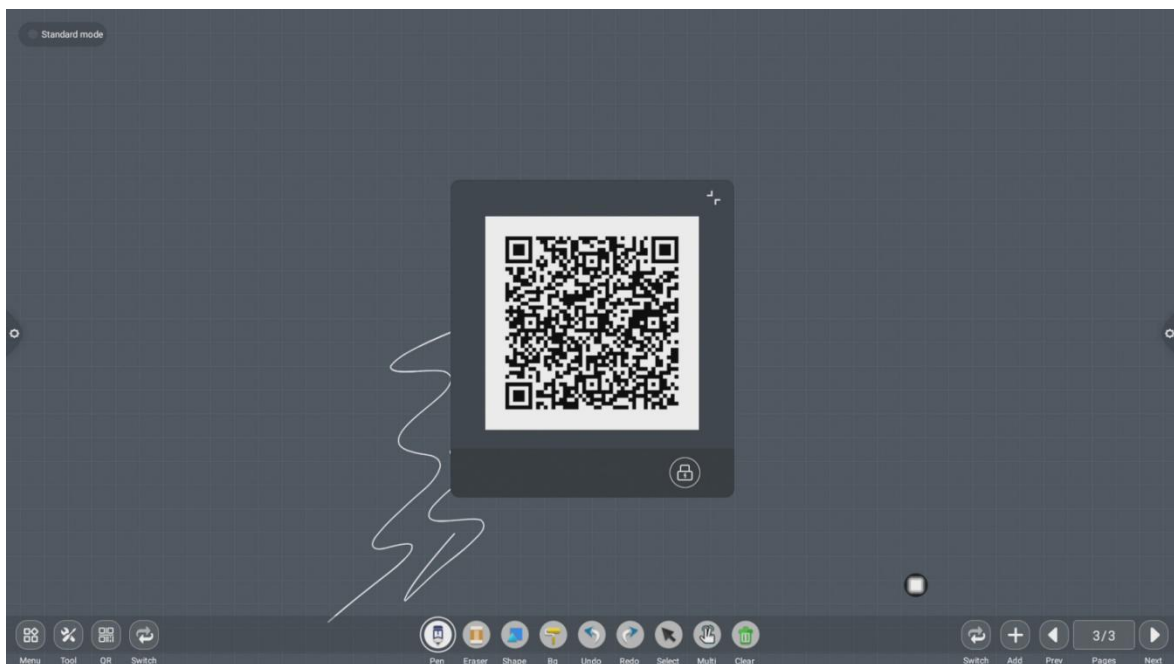 Standard mode
3/3
Menu Tool QR Switch Pen Eraser Shape Bg Undo Redo Select Multi Clear Switch Add Prev Pages Next